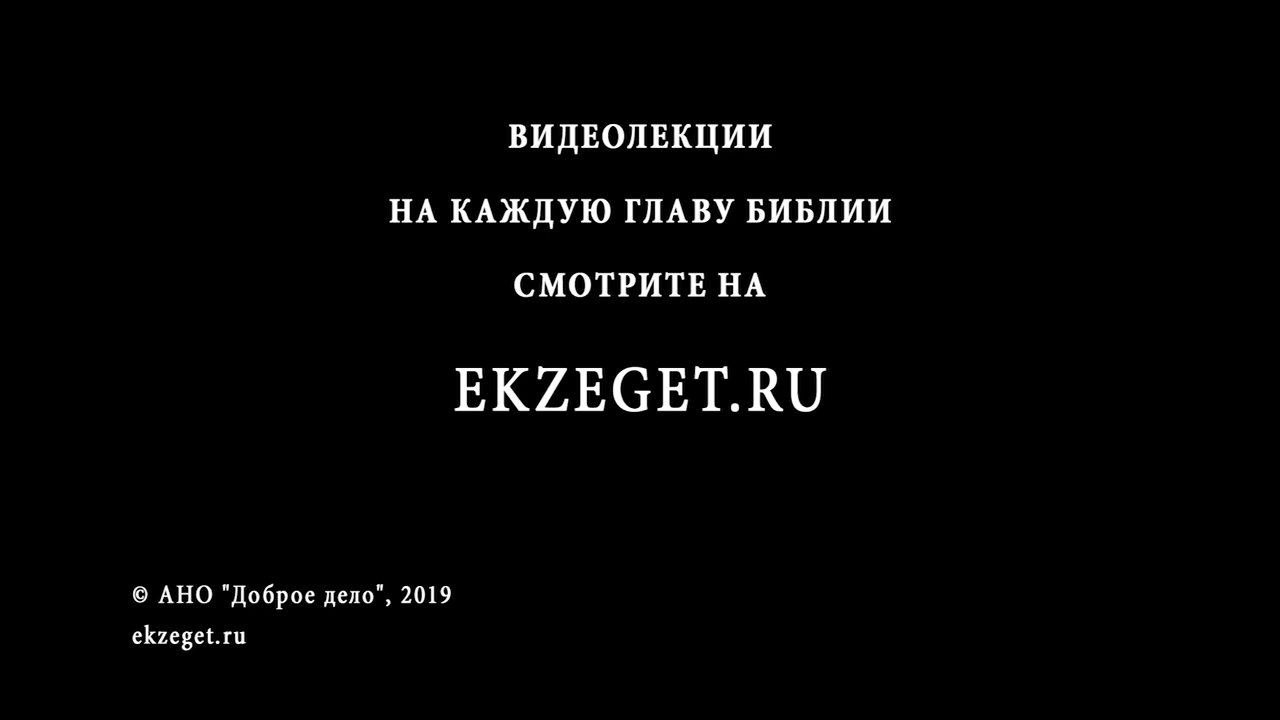 ВИДЕОЛЕКЦИИ
НА КАЖДУЮ ГЛАВУ БИБЛИИ
СМОТРИТЕ НА
EKZEGET.RU
© АНО "Доброе дело", 2019
ekzeget.ru